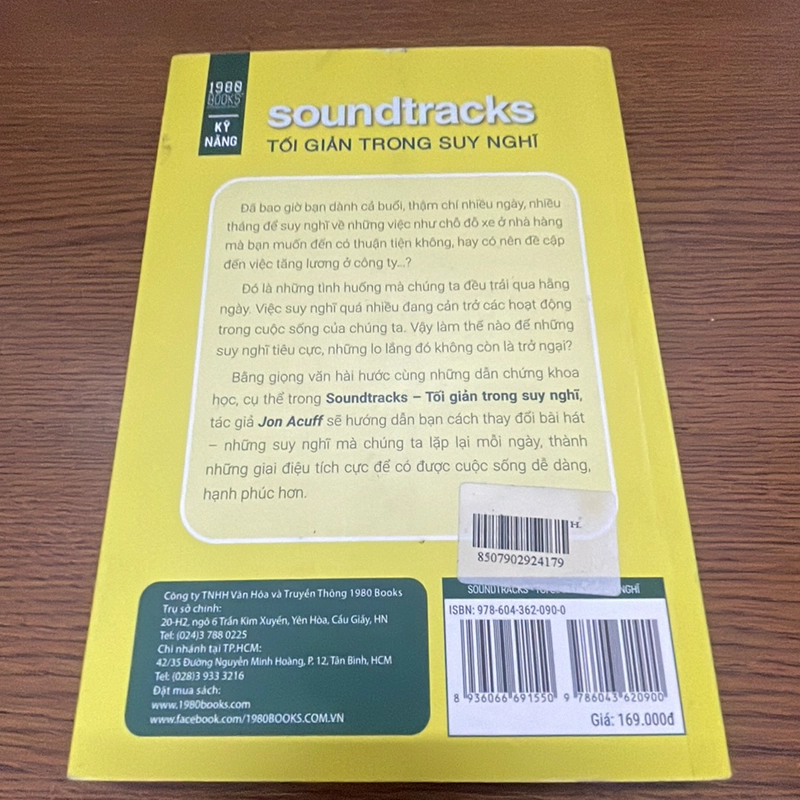 1980
BOOKS
KỸ
NĂNG
soundtracks
TỐI GIẢN TRONG SUY NGHĨ
Đã bao giờ bạn dành cả buổi, thậm chí nhiều ngày, nhiều
tháng để suy nghĩ về những việc như chỗ đỗ xe ở nhà hàng
mà bạn muốn đến có thuận tiện không, hay có nên đề cập
đến việc tăng lương ở công ty...?
Đó là những tình huống mà chúng ta đều trải qua hằng
ngày. Việc suy nghĩ quá nhiều đang cản trở các hoạt động
trong cuộc sống của chúng ta. Vậy làm thế nào để những
suy nghĩ tiêu cực, những lo lắng đó không còn là trở ngại?
Bằng giọng văn hài hước cùng những dẫn chứng khoa
học, cụ thể trong Soundtracks – Tối giản trong suy nghĩ,
tác giả Jon Acuff sẽ hướng dẫn bạn cách thay đổi bài hát
– những suy nghĩ mà chúng ta lặp lại mỗi ngày, thành
những giai điệu tích cực để có được cuộc sống dễ dàng,
hạnh phúc hơn.
H.
8507902924179
Công ty TNHH Văn Hóa và Truyền Thông 1980 Books
Trụ sở chính:
20-H2, ngõ 6 Trần Kim Xuyến, Yên Hòa, Cầu Giấy, HN
Tel: (024)3 788 0225
Chi nhánh tại TP.HCM:
42/35 Đường Nguyễn Minh Hoàng, P. 12, Tân Bình, HCM
Tel: (028)3 933 3216
Đặt mua sách:
www.1980books.com
www.facebook.com/1980BOOKS.COM.VN
SOUNDTRACKS - NGHĨ
ISBN: 978-604-362-090-0
8 936066 691550 9 786043 620900
Giá: 169.000đ